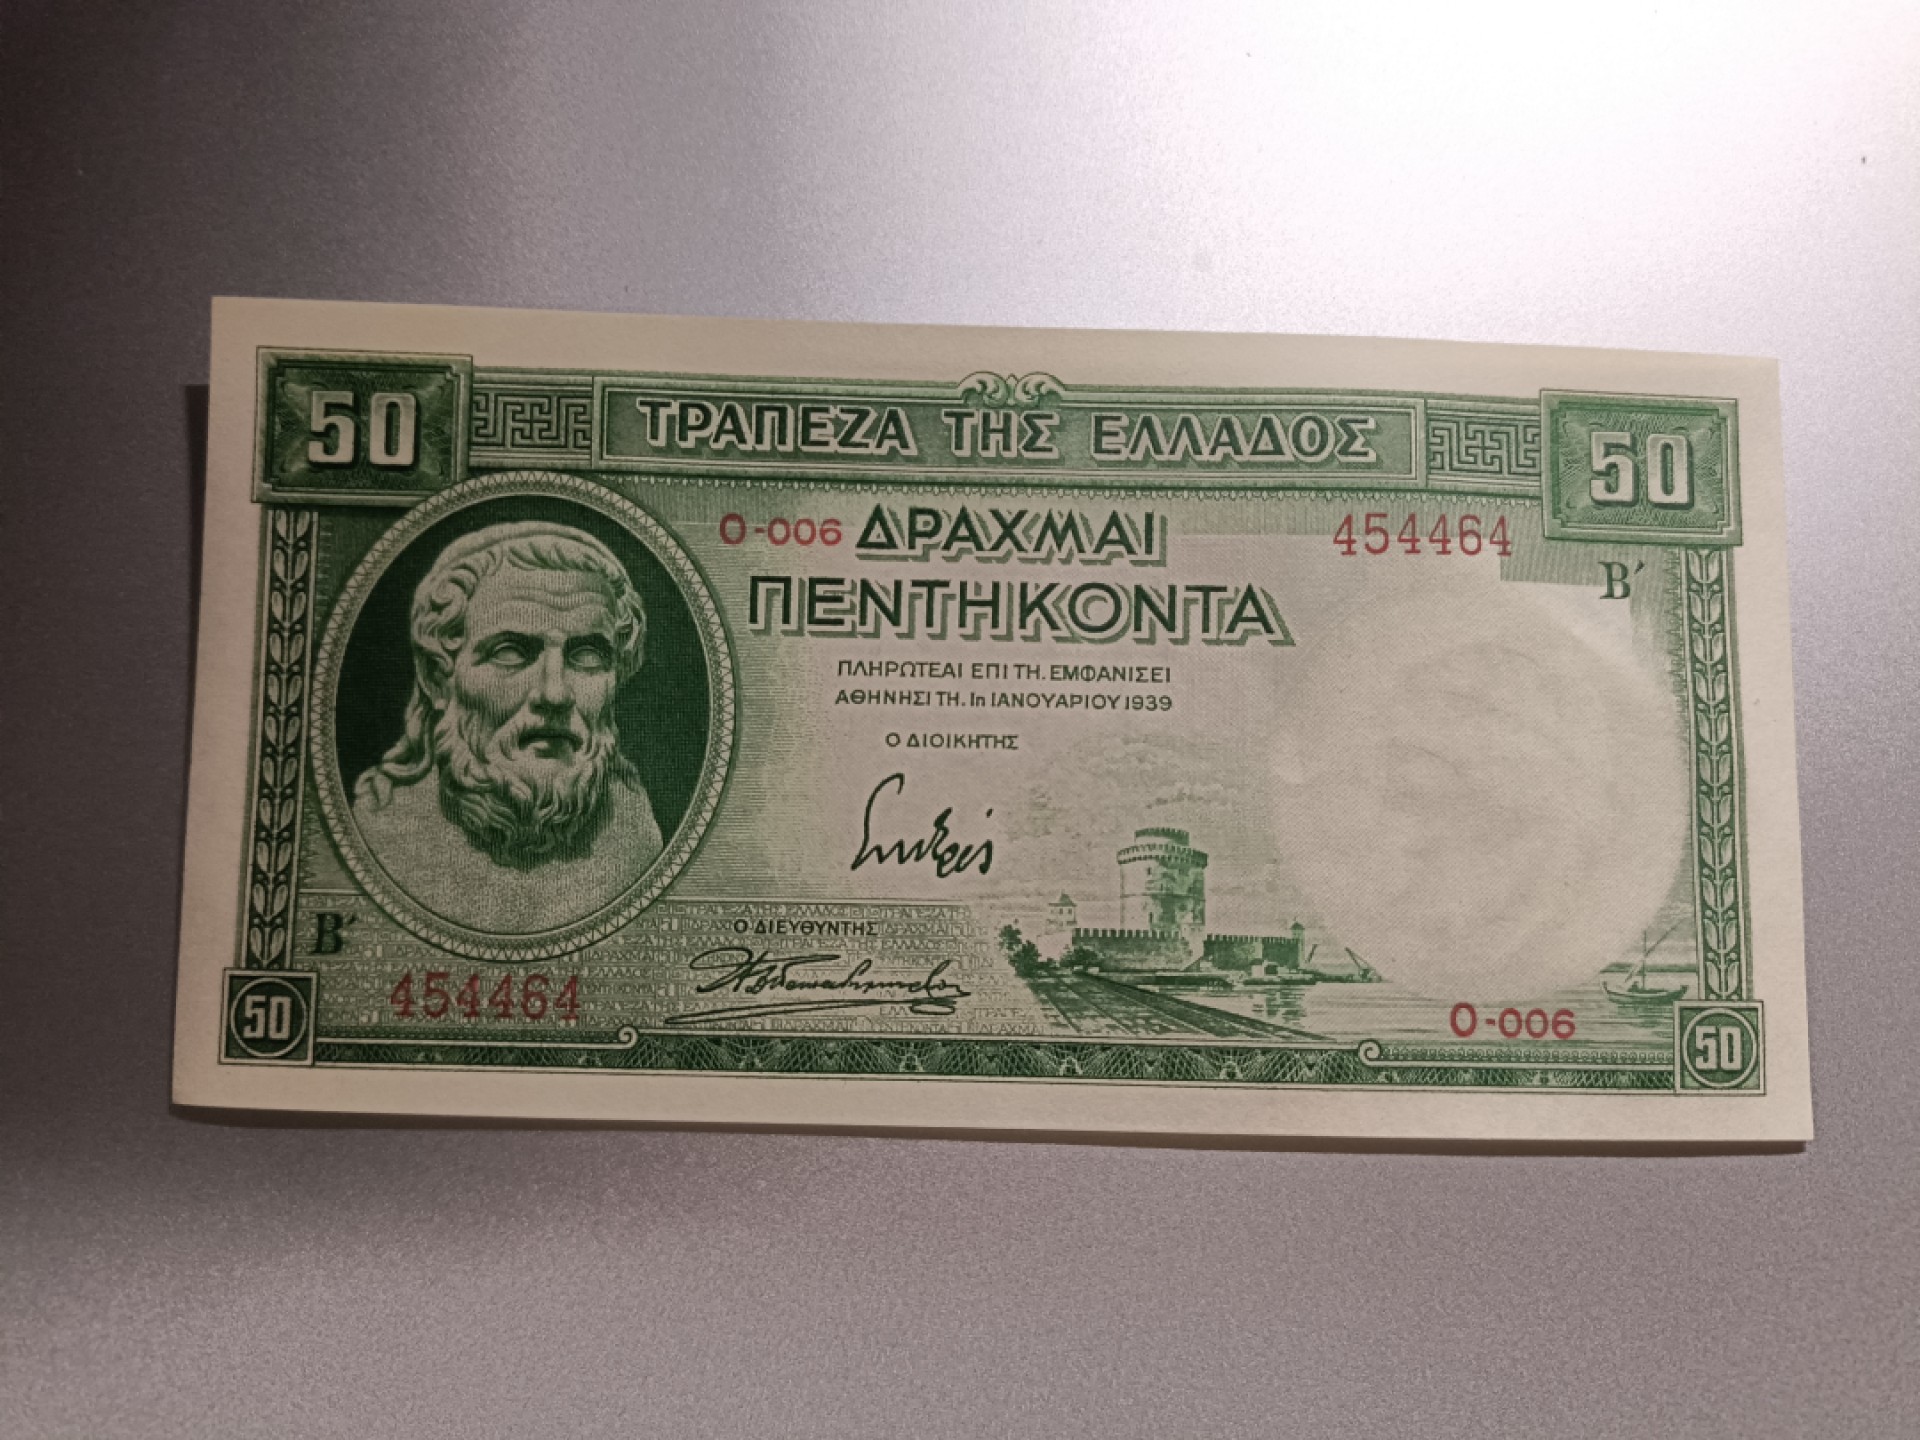 50 ΤΡΑΠΕΖΑ ΤΗΣ ΕΛΛΑΔΟΣ 50
Ο-006 ΔΡΑΧΜΑΙ 454464
ΠΕΝΤΗΚΟΝΤΑ Β΄
ΠΛΗΡΩΤΕΑΙ ΕΠΙ ΤΗ. ΕΜΦΑΝΙΣΕΙ
ΑΘΗΝΗΣΙ ΤΗ. 1η ΙΑΝΟΥΑΡΙΟΥ 1939
Ο ΔΙΟΙΚΗΤΗΣ
Β΄ Ο ΔΙΕΥΘΥΝΤΗΣ
454464 Ο-006
50 50